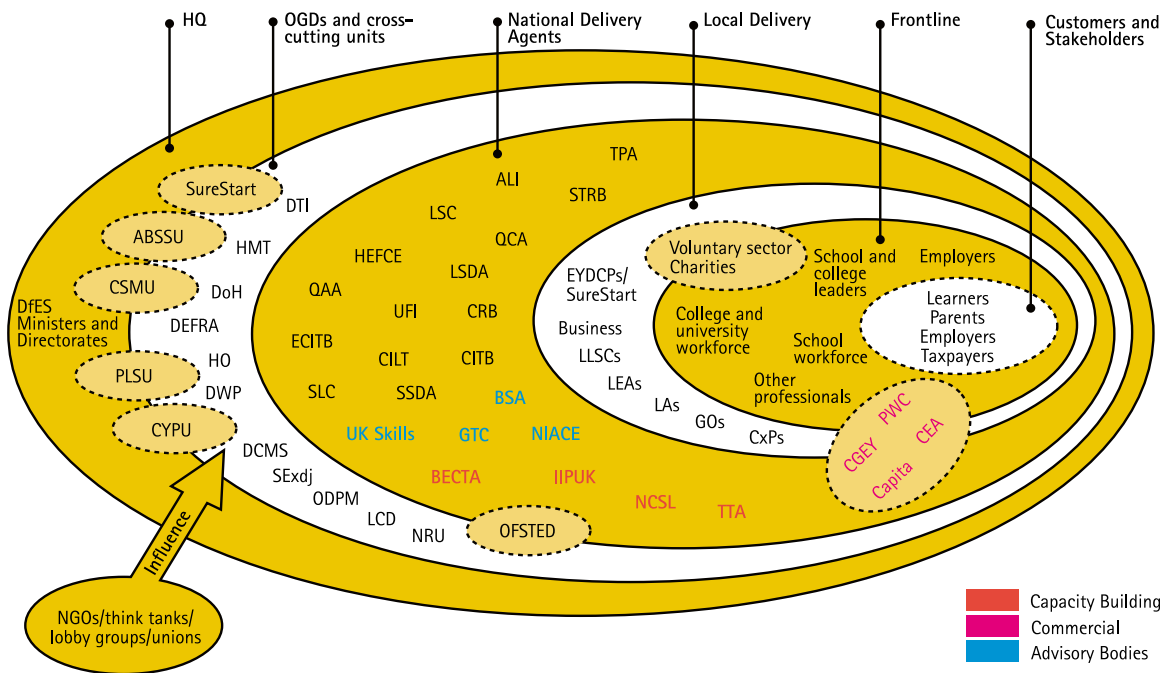 HQ
OGDs and cross-
cutting units
National Delivery
Agents
Local Delivery
Frontline
Customers and
Stakeholders
SureStart
ABSSU
CSMU
DfES
Ministers and
Directorates
PLSU
CYPU
DTI
HMT
DoH
DEFRA
HO
DWP
DCMS
SExdj
ODPM
LCD
NRU
OFSTED
TPA
ALI
STRB
LSC
QCA
HEFCE
LSDA
QAA
UFI
CRB
ECITB
CILT
CITB
SLC
SSDA
BSA
UK Skills
GTC
NIACE
BECTA
IIPUK
NCSL
TTA
Voluntary sector
Charities
EYDCPs/
SureStart
Business
LLSCs
LEAs
LAs
GOs
CxPs
School and
college
leaders
Employers
College and
university
workforce
School
workforce
Other
professionals
Learners
Parents
Employers
Taxpayers
PWC
CGEY
CEA
Capita
Influence
NGOs/think tanks/
lobby groups/unions
Capacity Building
Commercial
Advisory Bodies